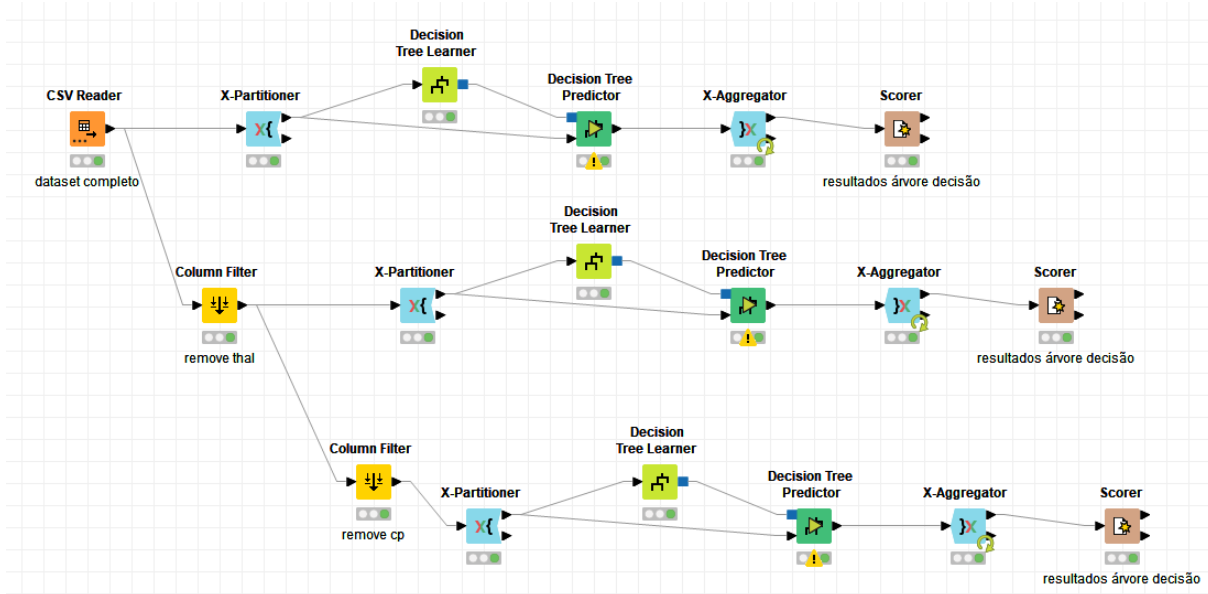 Decision
Tree Learner
CSV Reader
X-Partitioner
Decision Tree
Predictor
X-Aggregator
Scorer
dataset completo
resultados árvore decisão
Decision
Tree Learner
Column Filter
X-Partitioner
Decision Tree
Predictor
X-Aggregator
Scorer
remove thal
resultados árvore decisão
Decision
Tree Learner
Column Filter
X-Partitioner
Decision Tree
Predictor
X-Aggregator
Scorer
remove cp
resultados árvore decisão